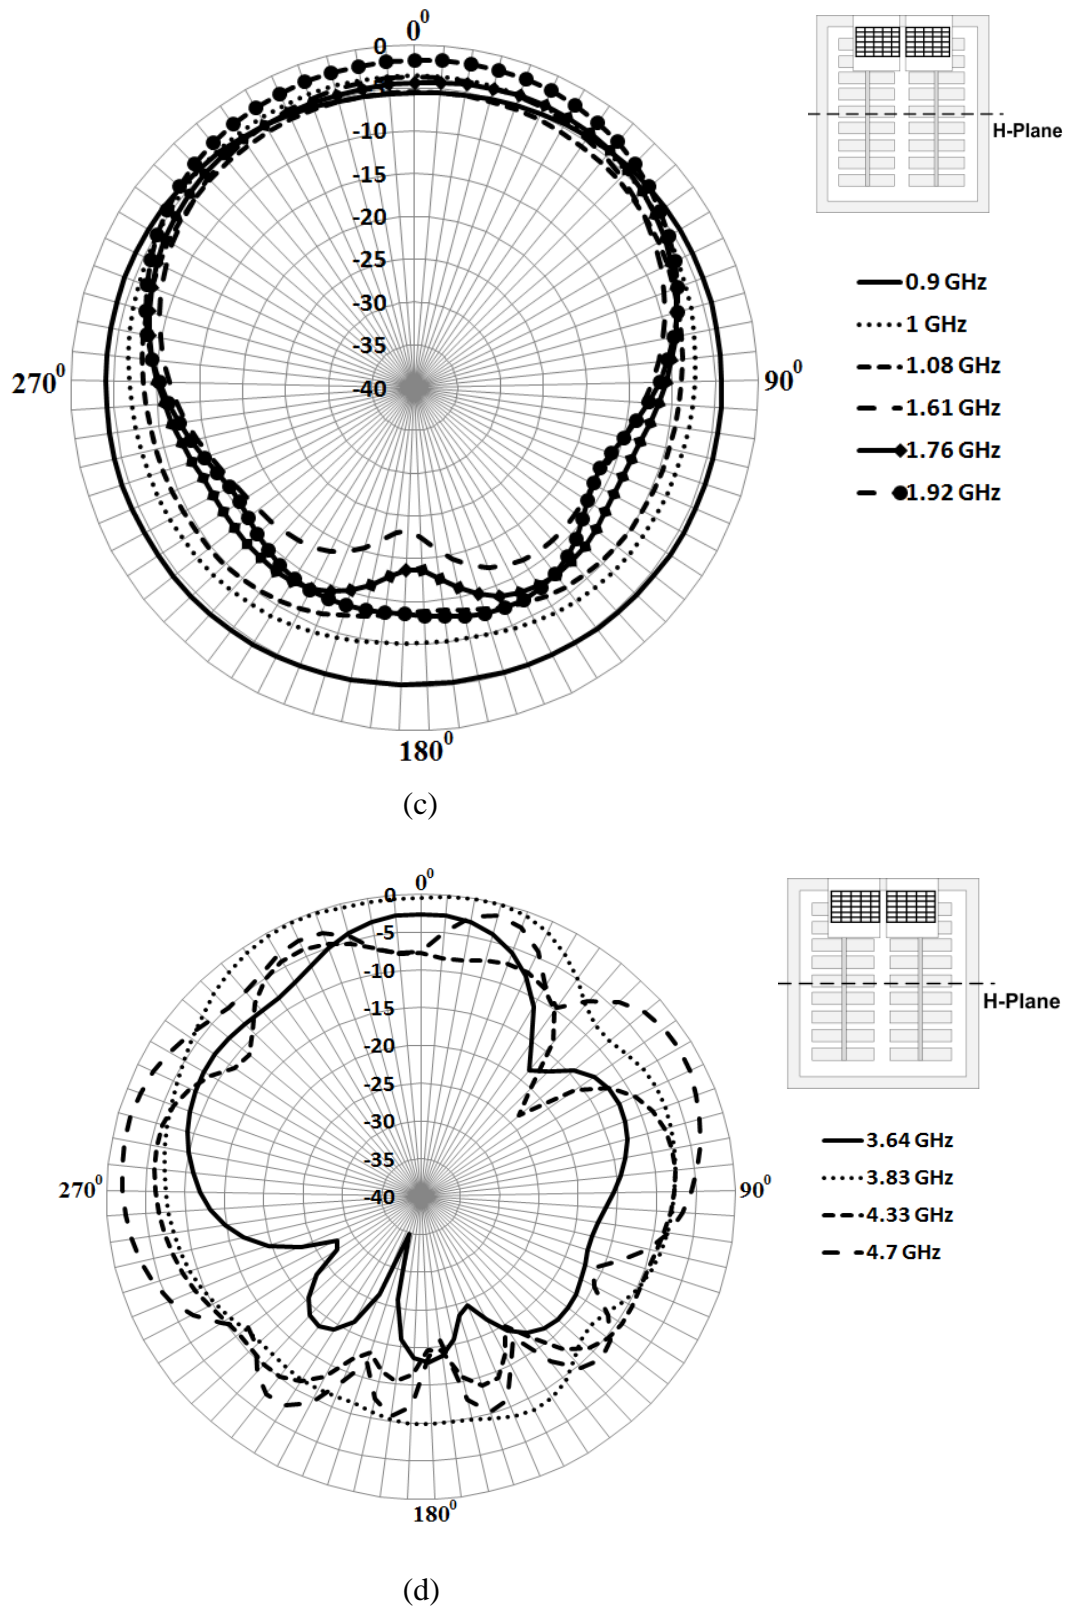 0⁰
0
-5
-10
-15
-20
-25
-30
-35
-40
270⁰
90⁰
180⁰
H-Plane
0.9 GHz
1 GHz
1.08 GHz
1.61 GHz
1.76 GHz
1.92 GHz
(c)
0⁰
0
-5
-10
-15
-20
-25
-30
-35
-40
270⁰
90⁰
180⁰
H-Plane
3.64 GHz
3.83 GHz
4.33 GHz
4.7 GHz
(d)